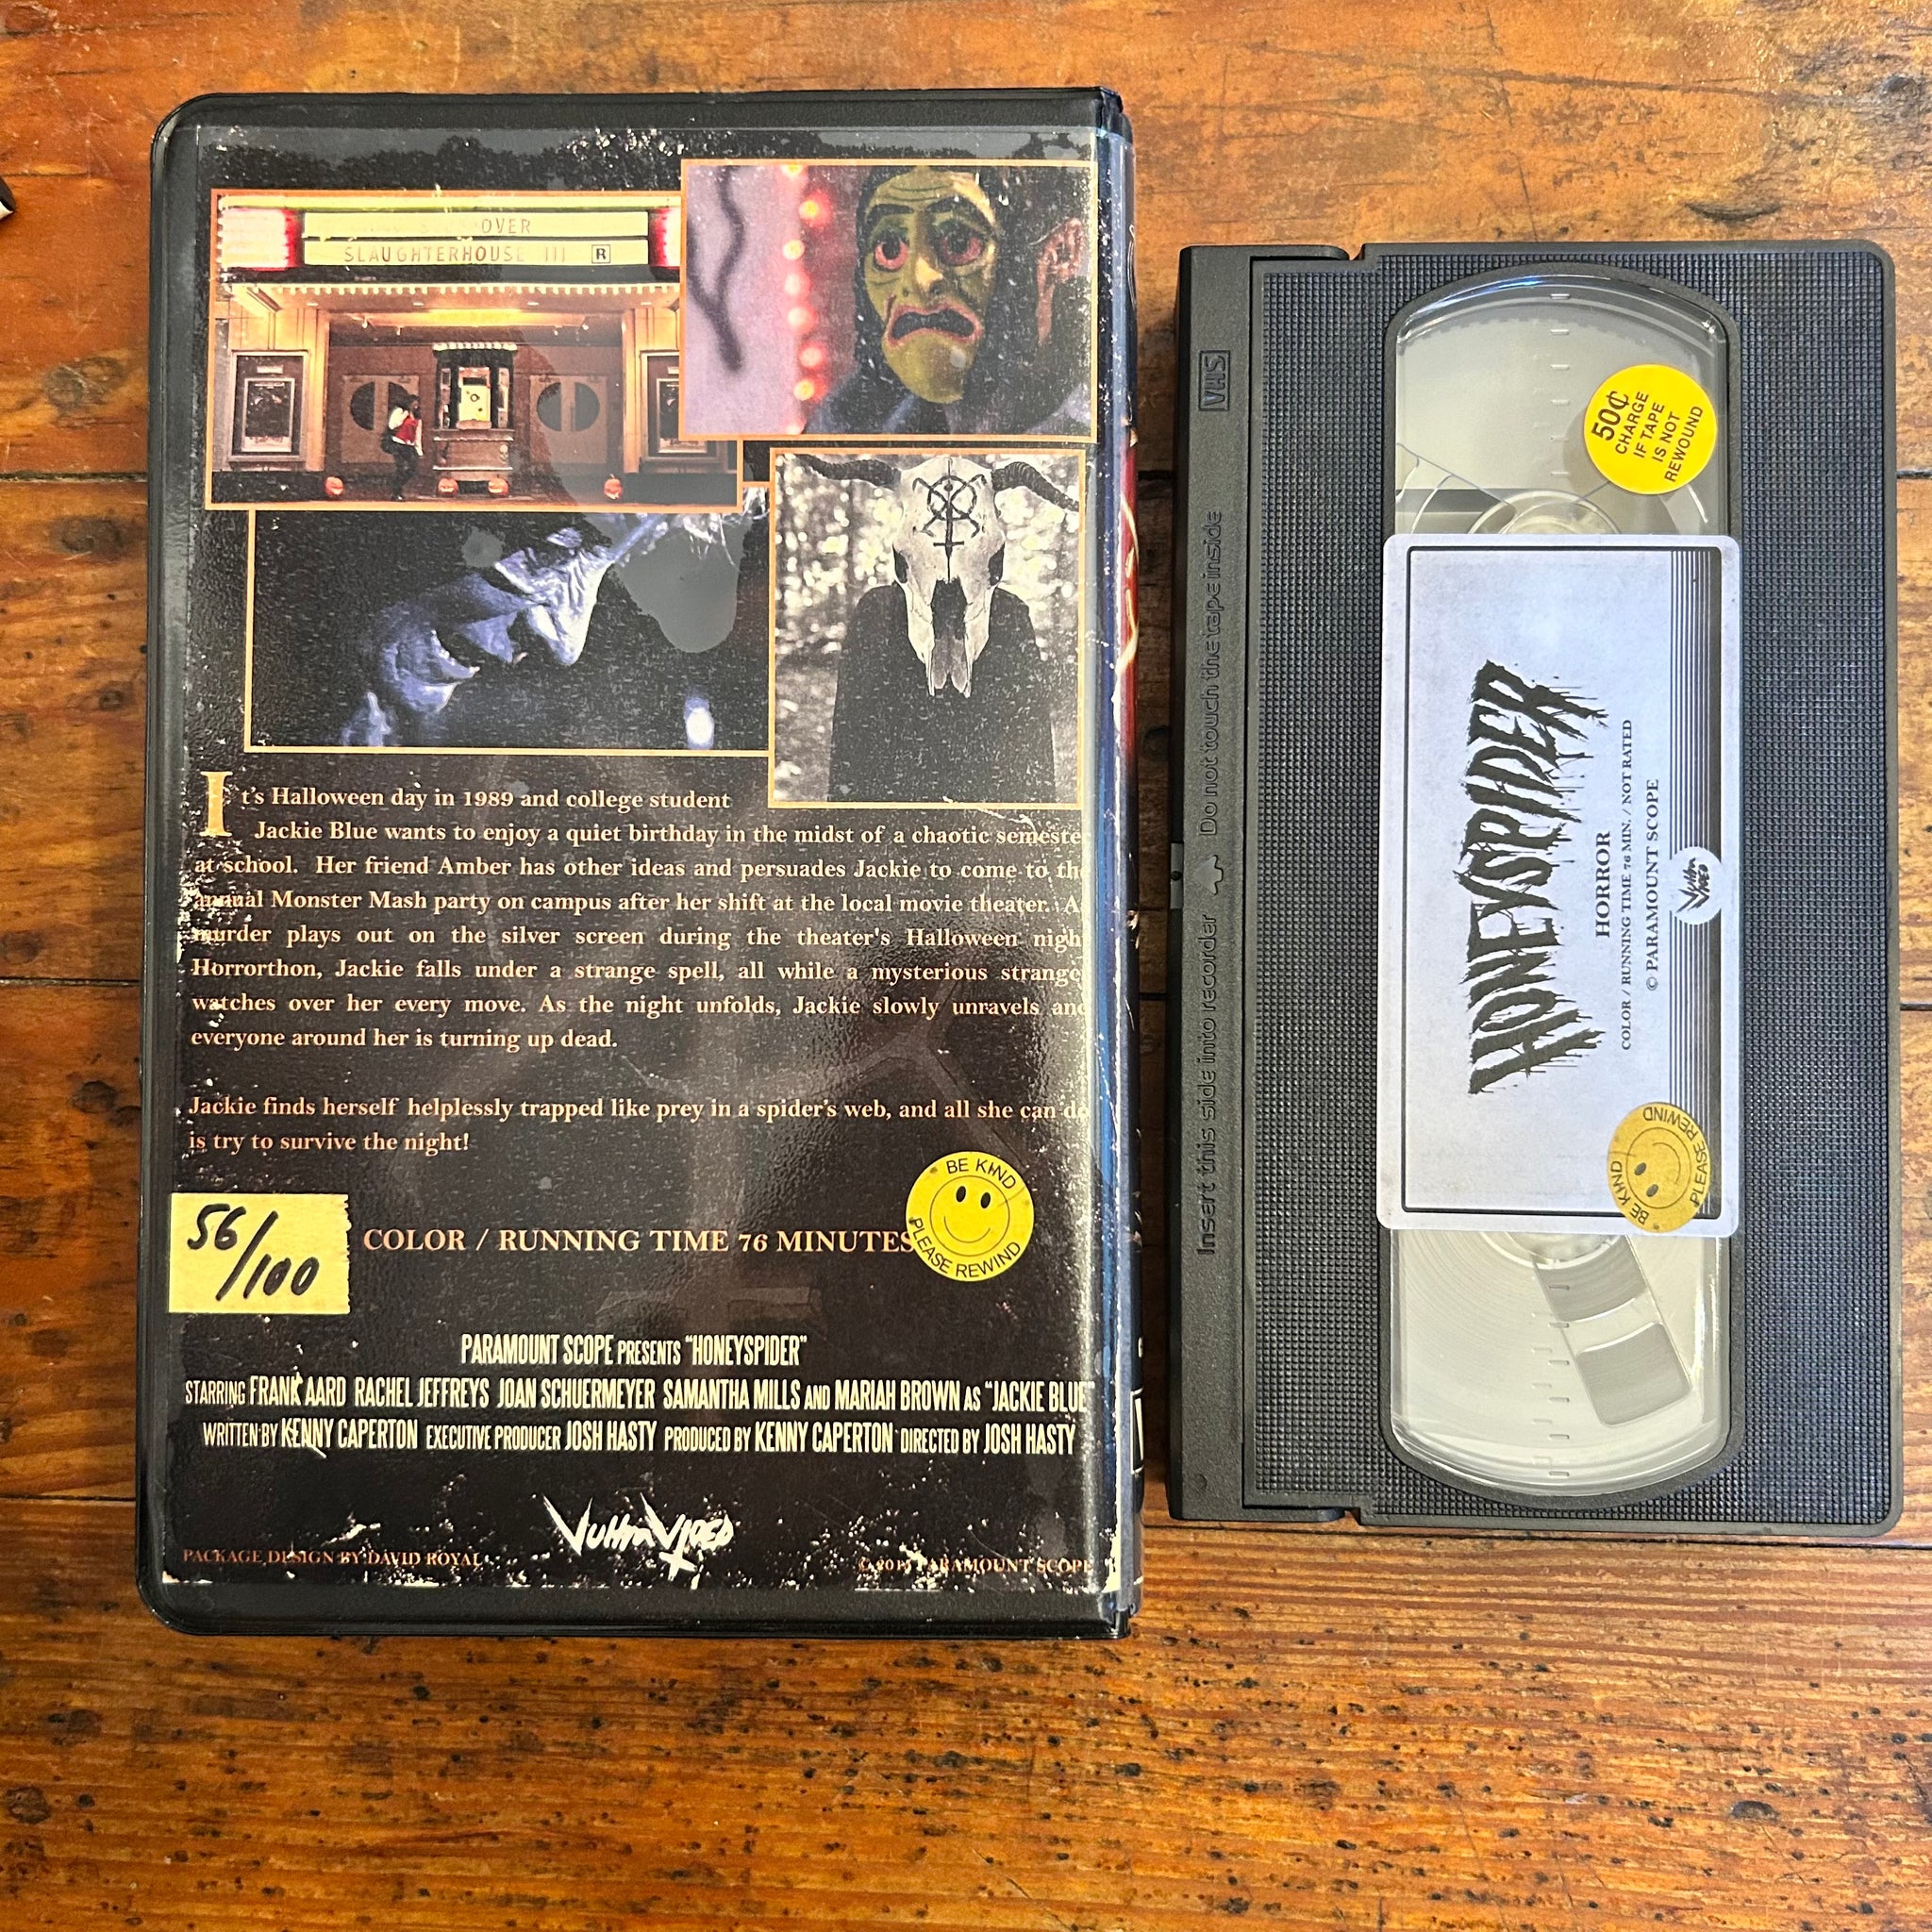 OVER
SLAUGHTERHOUSE III R
It's Halloween day in 1989 and college student
Jackie Blue wants to enjoy a quiet birthday in the midst of a chaotic semeste
at school. Her friend Amber has other ideas and persuades Jackie to come to the
annual Monster Mash party on campus after her shift at the local movie theater. A
murder plays out on the silver screen during the theater's Halloween nigh
Horrorthon, Jackie falls under a strange spell, all while a mysterious strange
watches over her every move. As the night unfolds, Jackie slowly unravels and
everyone around her is turning up dead.
Jackie finds herself helplessly trapped like prey in a spider's web, and all she can do
is try to survive the night!
56/100
COLOR / RUNNING TIME 76 MINUTES
BE KIND
PLEASE REWIND
PARAMOUNT SCOPE PRESENTS "HONEYSPIDER"
STARRING FRANK AARD RACHEL JEFFREYS JOAN SCHUERMEYER SAMANTHA MILLS AND MARIAH BROWN AS "JACKIE BLUE"
WRITTEN BY KENNY CAPERTON EXECUTIVE PRODUCER JOSH HASTY PRODUCED BY KENNY CAPERTON DIRECTED BY JOSH HASTY
VULTRA VIDEO
PACKAGE DESIGN BY DAVID ROYAL
PARAMOUNT SCOPE
VHS
Insert this side into recorder
Do not touch the tape inside
50¢
CHARGE
IF TAPE
IS NOT
REWOUND
HONEYSPIDER
HORROR
COLOR / RUNNING TIME 76 MIN. / NOT RATED
© PARAMOUNT SCOPE
VULTRA
VIDEO
BE KIND
PLEASE REWIND